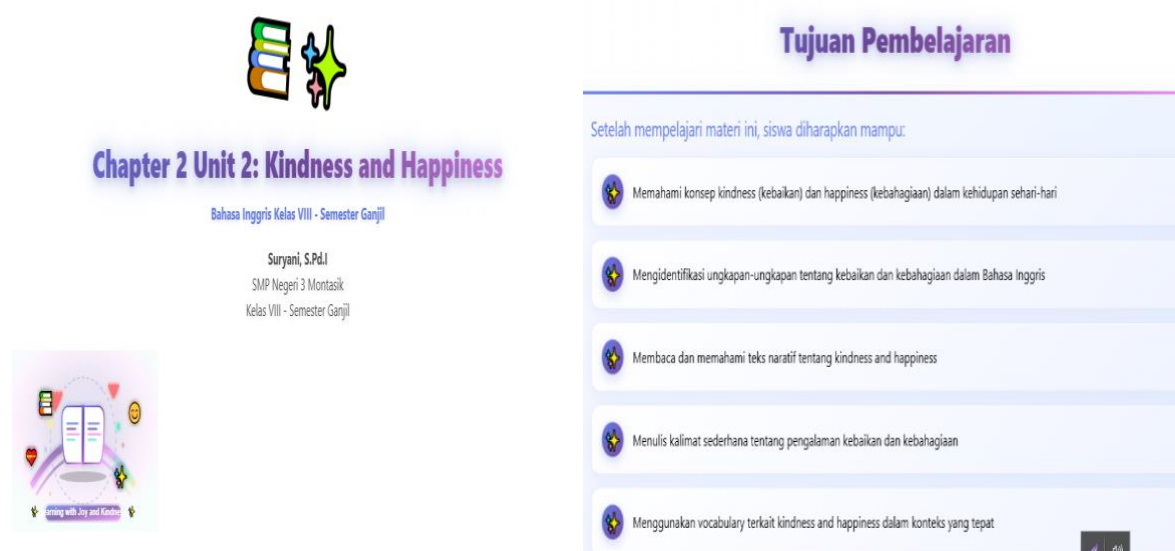 Chapter 2 Unit 2: Kindness and Happiness
Bahasa Inggris Kelas VIII - Semester Ganjil
Suryani, S.Pd.I
SMP Negeri 3 Montasik
Kelas VIII - Semester Ganjil
with Joy and
Tujuan Pembelajaran
Setelah mempelajari materi ini, siswa diharapkan mampu:
Memahami konsep kindness (kebaikan) dan happiness (kebahagiaan) dalam kehidupan sehari-hari
Mengidentifikasi ungkapan-ungkapan tentang kebaikan dan kebahagiaan dalam Bahasa Inggris
Membaca dan memahami teks naratif tentang kindness and happiness
Menulis kalimat sederhana tentang pengalaman kebaikan dan kebahagiaan
Menggunakan vocabulary terkait kindness and happiness dalam konteks yang tepat